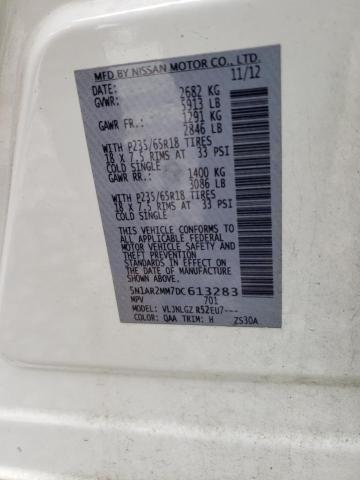 MFD BY NISSAN MOTOR CO., LTD.
DATE: 11/12
GVWR: 2682 KG
5913 LB
GAWR FR.: 1291 KG
2846 LB
WITH P235/65R18 TIRES
18 X 7.5 RIMS AT 33 PSI
COLD SINGLE
GAWR RR.: 1400 KG
3086 LB
WITH P235/65R18 TIRES
18 X 7.5 RIMS AT 33 PSI
COLD SINGLE
THIS VEHICLE CONFORMS TO
ALL APPLICABLE FEDERAL
MOTOR VEHICLE SAFETY
STANDARDS IN EFFECT ON
AND THEFT PREVENTION
THE DATE OF MANUFACTURE
SHOWN ABOVE.
5N1AR2MM7DC613283
MPV 701
MODEL: VLJNLGZ R52EU7---
COLOR: QAA TRIM: H ZS30A